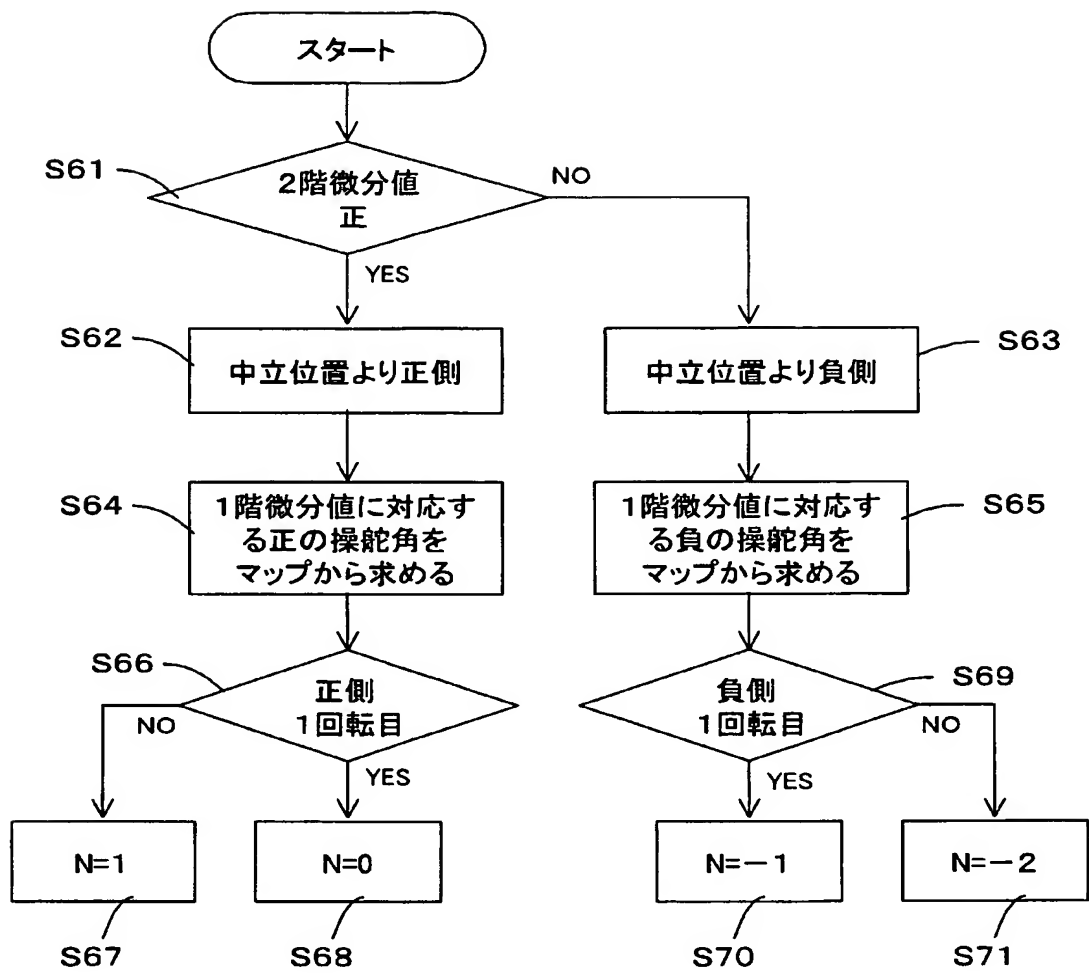 スタート
S61
2階微分値
正
NO
YES
S62
中立位置より正側
中立位置より負側
S63
S64
1階微分値に対応す
る正の操舵角を
マップから求める
1階微分値に対応す
る負の操舵角を
マップから求める
S65
S66
正側
1回転目
NO
YES
負側
1回転目
S69
NO
YES
N=1
N=0
N=−1
N=−2
S67
S68
S70
S71